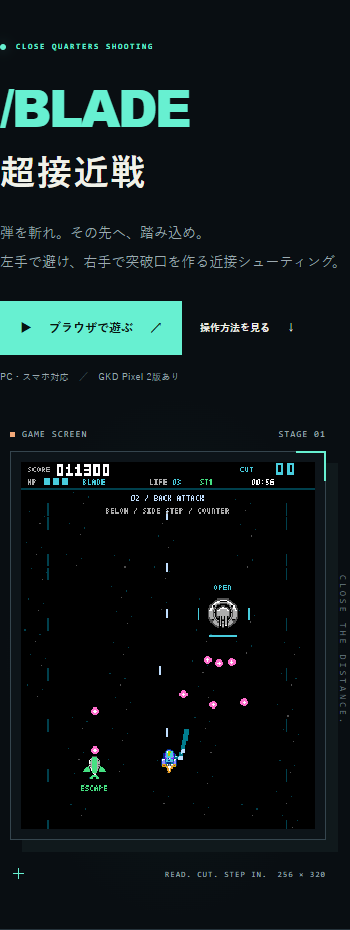 CLOSE QUARTERS SHOOTING
/BLADE
超接近戦
弾を斬れ。その先へ、踏み込め。
左手で避け、右手で突破口を作る近接シューティング。
▶ ブラウザで遊ぶ ／
操作方法を見る ↓
PC・スマホ対応 ／ GKD Pixel 2版あり
GAME SCREEN
STAGE 01
SCORE 011300
CUT 00
HP BLADE LIFE 03 ST1 00:56
02 / BACK ATTACK
BELOW / SIDE STEP / COUNTER
OPEN
ESCAPE
CLOSE THE DISTANCE.
READ. CUT. STEP IN. 256 × 320